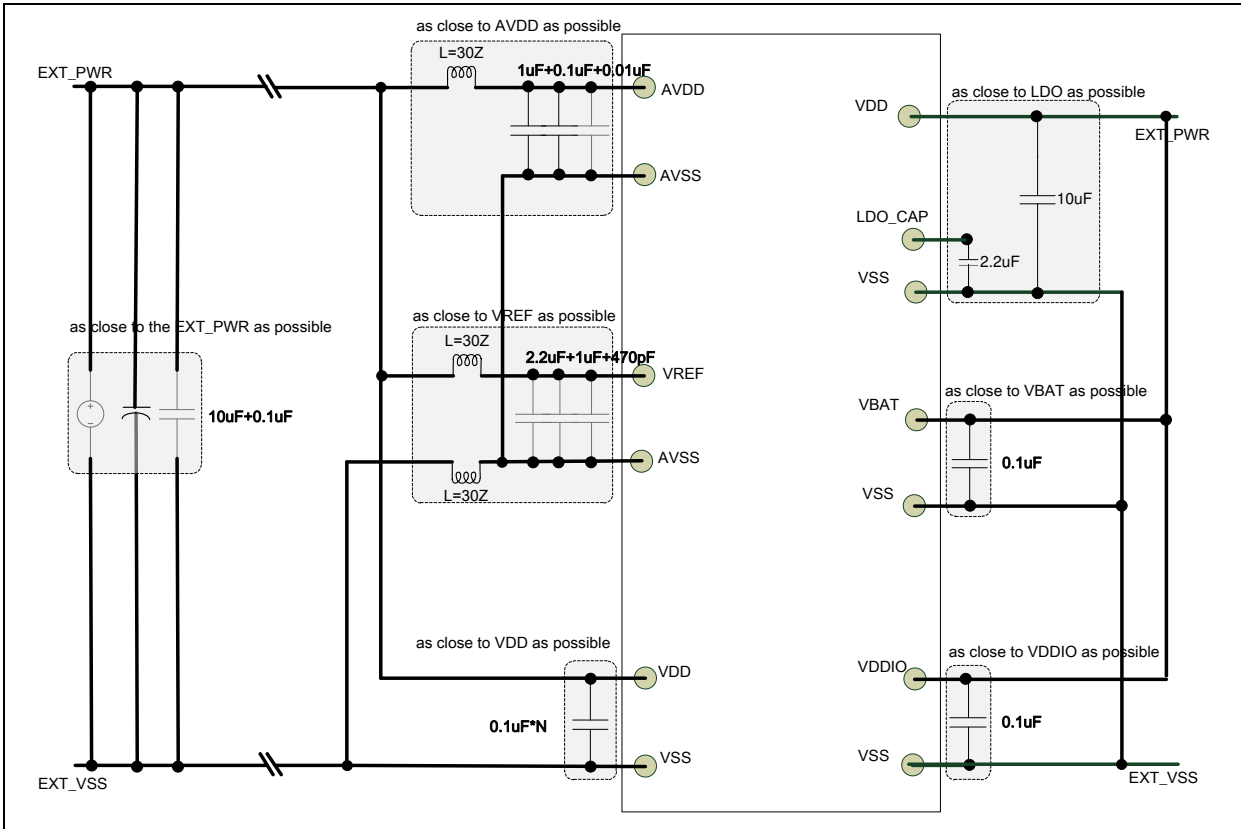 as close to AVDD as possible
L=30Z
EXT_PWR
1uF+0.1uF+0.01uF
AVDD
AVSS
as close to LDO as possible
VDD
EXT_PWR
10uF
LDO_CAP
2.2uF
VSS
as close to the EXT_PWR as possible
10uF+0.1uF
as close to VREF as possible
L=30Z
2.2uF+1uF+470pF
VREF
AVSS
L=30Z
as close to VBAT as possible
VBAT
0.1uF
VSS
as close to VDD as possible
VDD
0.1uF*N
VSS
as close to VDDIO as possible
VDDIO
0.1uF
VSS
EXT_VSS
EXT_VSS